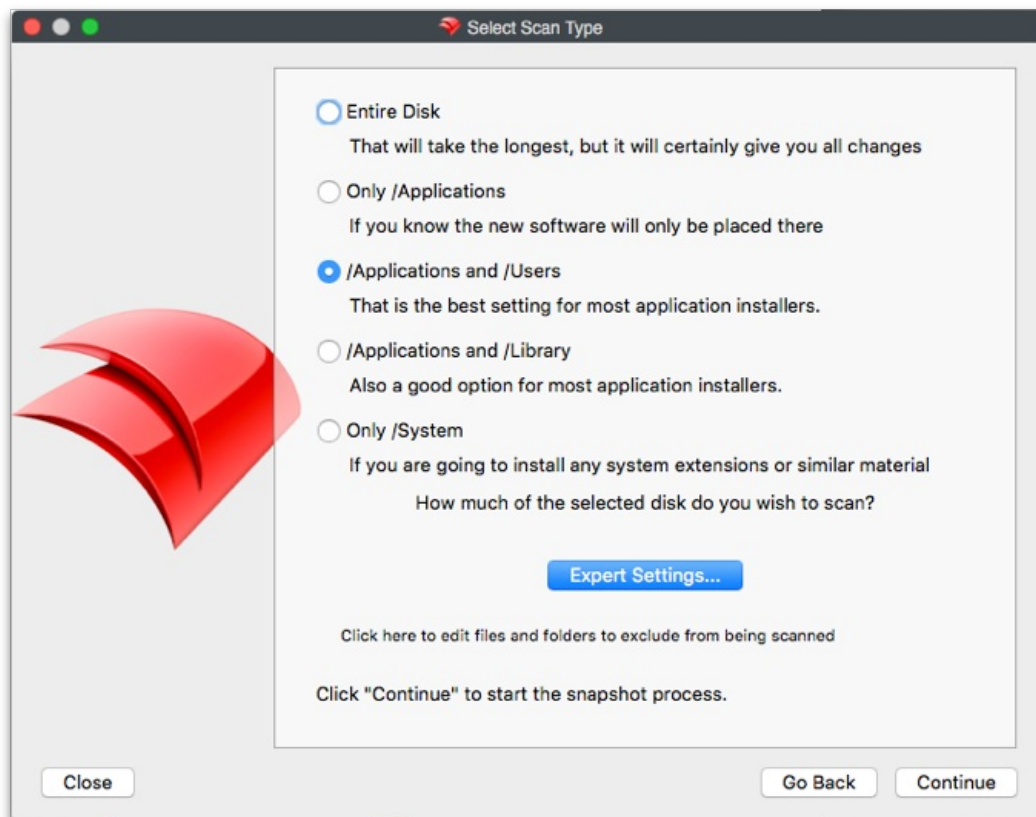 Select Scan Type
Entire Disk
That will take the longest, but it will certainly give you all changes
Only /Applications
If you know the new software will only be placed there
/Applications and /Users
That is the best setting for most application installers.
/Applications and /Library
Also a good option for most application installers.
Only /System
If you are going to install any system extensions or similar material
How much of the selected disk do you wish to scan?
Expert Settings...
Click here to edit files and folders to exclude from being scanned
Click "Continue" to start the snapshot process.
Close
Go Back
Continue